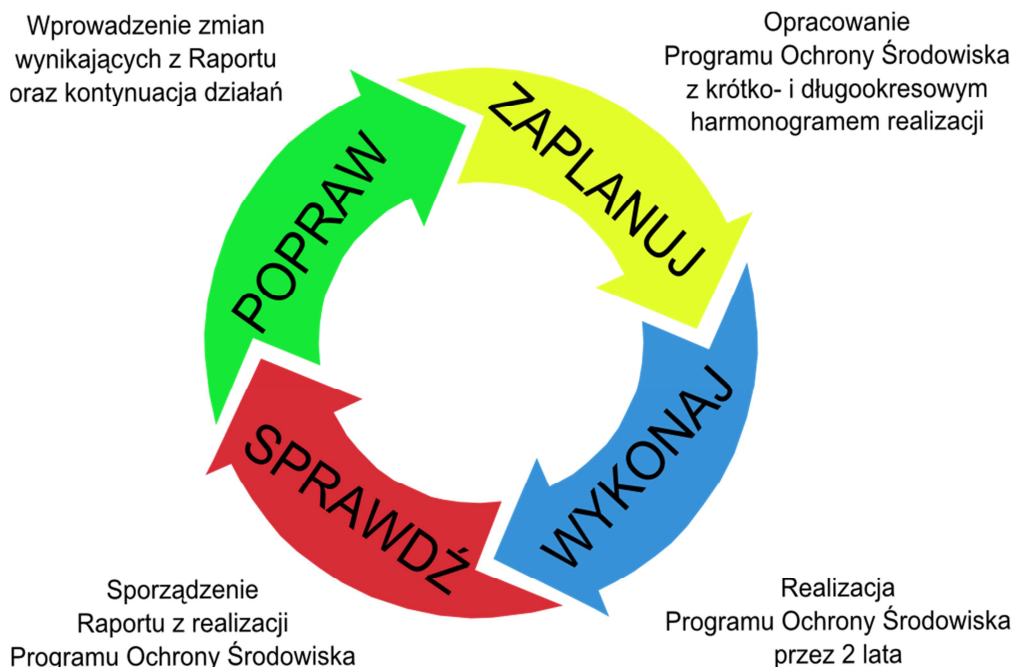 Wprowadzenie zmian
wynikających z Raportu
oraz kontynuacja działań
Opracowanie
Programu Ochrony Środowiska
z krótko- i długookresowym
harmonogramem realizacji
POPRAW
ZAPLANUJ
SPRAWDŹ
WYKONAJ
Sporządzenie
Raportu z realizacji
Programu Ochrony Środowiska
Realizacja
Programu Ochrony Środowiska
przez 2 lata